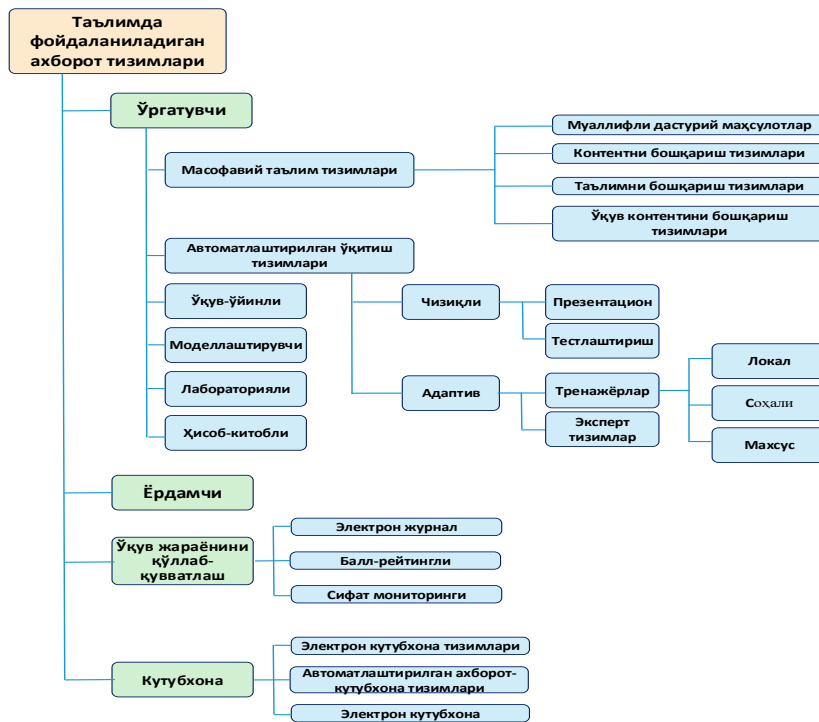 Таълимда
фойдаланиладиган
ахборот тизимлари
Ўргатувчи
Масофавий таълим тизимлари
Муаллифли дастурий маҳсулотлар
Контентни бошқариш тизимлари
Таълимни бошқариш тизимлари
Ўқув контентини бошқариш
тизимлари
Автоматлаштирилган ўқитиш
тизимлари
Чизиқли
Презентацион
Тестлаштириш
Адаптив
Тренажёрлар
Локал
Соҳали
Махсус
Эксперт
тизимлар
Ўқув-ўйинли
Моделлаштирувчи
Лабораторияли
Ҳисоб-китобли
Ёрдамчи
Ўқув жараёнини
қўллаб-
қувватлаш
Электрон журнал
Балл-рейтингли
Сифат мониторинги
Кутубхона
Электрон кутубхона тизимлари
Автоматлаштирилган ахборот-
кутубхона тизимлари
Электрон кутубхона